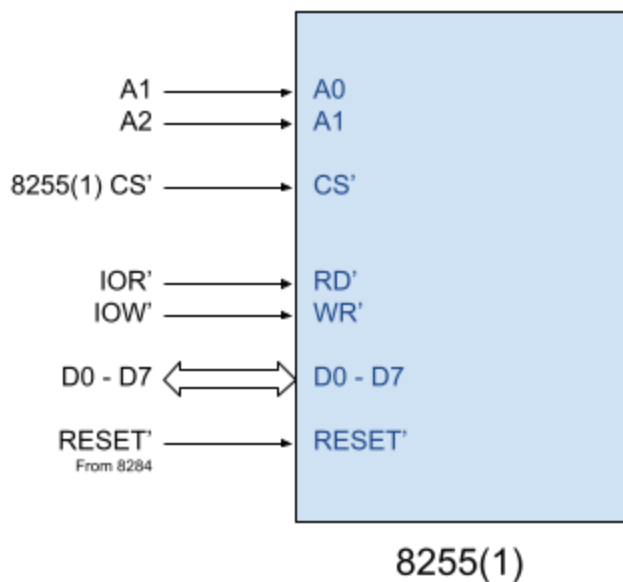 A1 A0
A2 A1
8255(1) CS' CS'
IOR' RD'
IOW' WR'
D0 - D7 D0 - D7
RESET' RESET'
From 8284
8255(1)